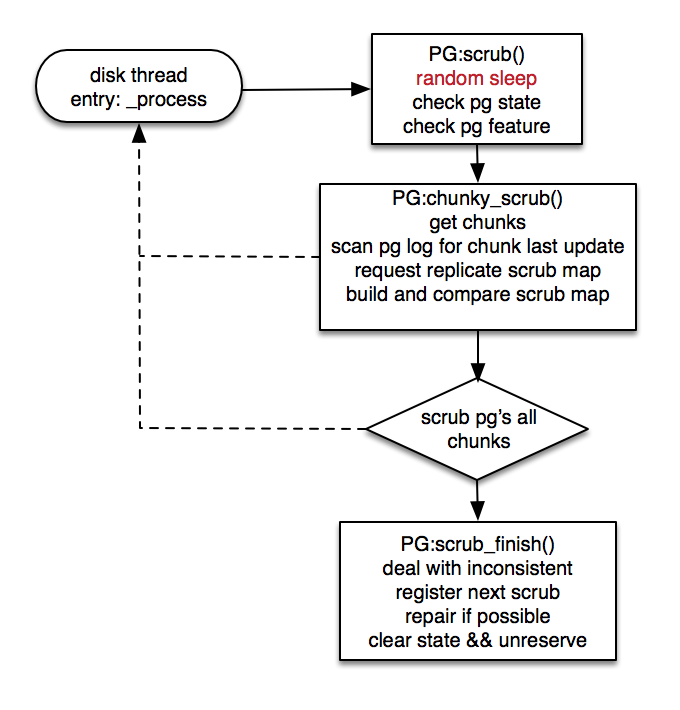 disk thread
entry: _process
PG:scrub()
random sleep
check pg state
check pg feature
PG:chunky_scrub()
get chunks
scan pg log for chunk last update
request replicate scrub map
build and compare scrub map
scrub pg’s all
chunks
PG:scrub_finish()
deal with inconsistent
register next scrub
repair if possible
clear state && unreserve